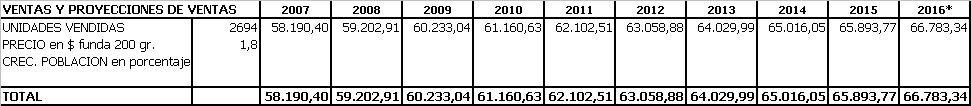 VENTAS Y PROYECCIONES DE VENTAS 2007 2008 2009 2010 2011 2012 2013 2014 2015 2016*
UNIDADES VENDIDAS 2694 58.190,40 59.202,91 60.233,04 61.160,63 62.102,51 63.058,88 64.029,99 65.016,05 65.893,77 66.783,34
PRECIO en $ funda 200 gr. 1,8
CREC. POBLACION en porcentaje
TOTAL 58.190,40 59.202,91 60.233,04 61.160,63 62.102,51 63.058,88 64.029,99 65.016,05 65.893,77 66.783,34